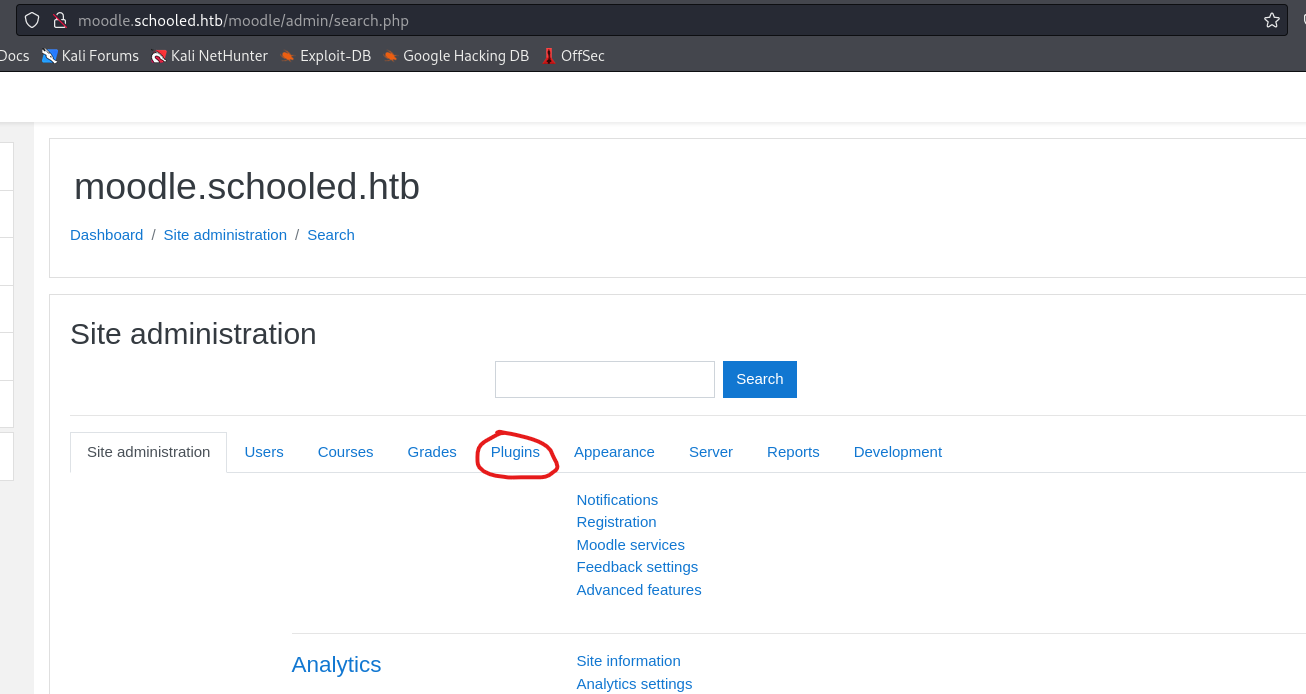 moodle.schooled.htb/moodle/admin/search.php
Docs Kali Forums Kali NetHunter Exploit-DB Google Hacking DB OffSec
moodle.schooled.htb
Dashboard / Site administration / Search
Site administration
Search
Site administration Users Courses Grades Plugins Appearance Server Reports Development
Notifications
Registration
Moodle services
Feedback settings
Advanced features
Analytics Site information
Analytics settings